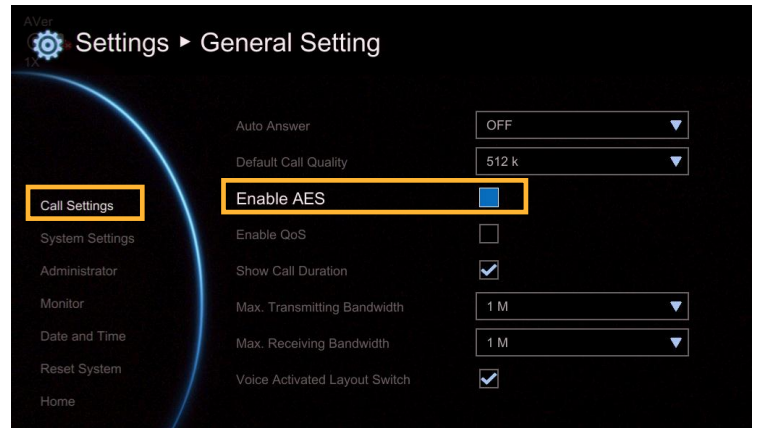 AVer
1X
Settings ► General Setting
Auto Answer OFF
Default Call Quality 512 k
Enable AES
Enable QoS
Show Call Duration
Max. Transmitting Bandwidth 1 M
Max. Receiving Bandwidth 1 M
Voice Activated Layout Switch
Call Settings
System Settings
Administrator
Monitor
Date and Time
Reset System
Home